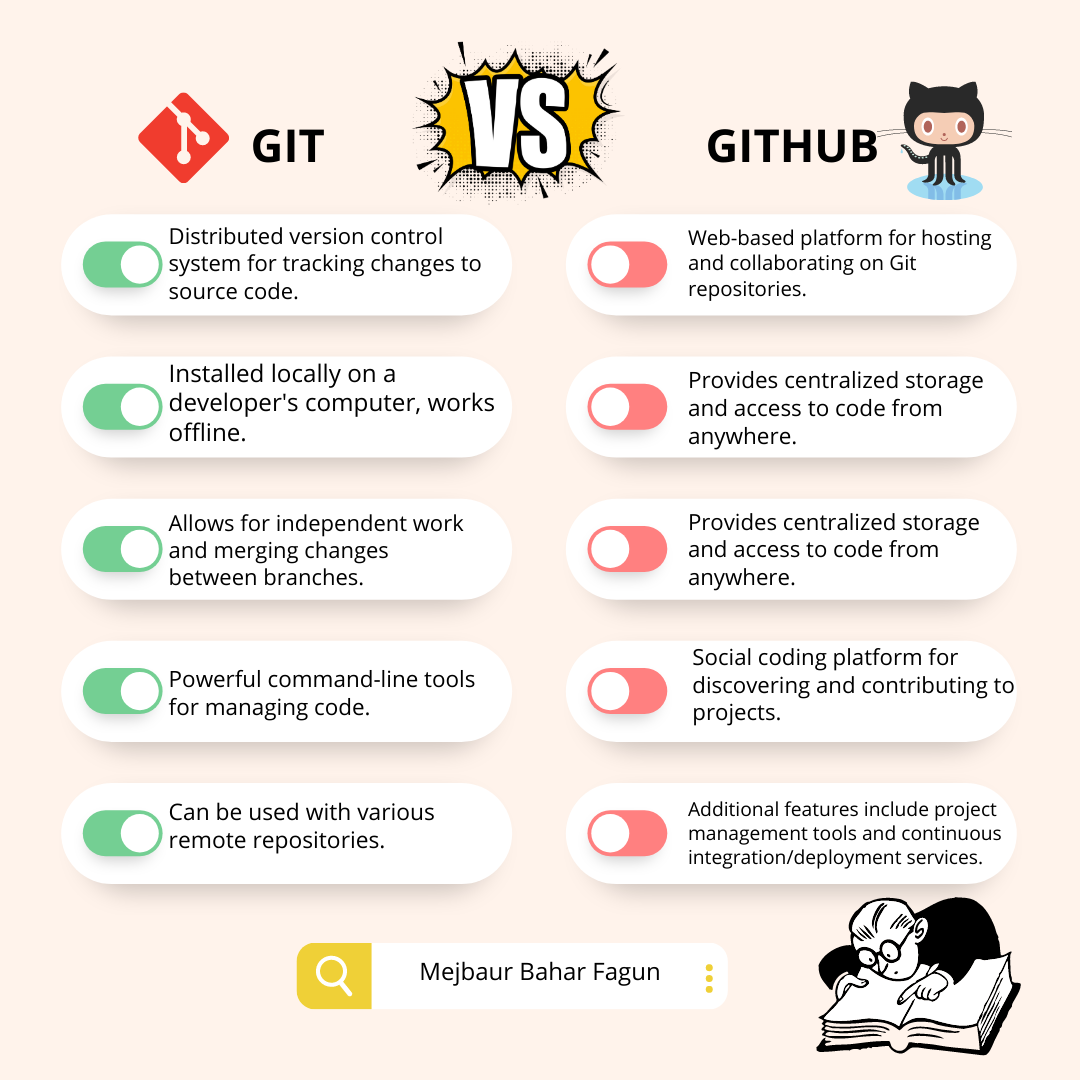 GIT
VS
GITHUB
Distributed version control
system for tracking changes to
source code.
Web-based platform for hosting
and collaborating on Git
repositories.
Installed locally on a
developer's computer, works
offline.
Provides centralized storage
and access to code from
anywhere.
Allows for independent work
and merging changes
between branches.
Provides centralized storage
and access to code from
anywhere.
Powerful command-line tools
for managing code.
Social coding platform for
discovering and contributing to
projects.
Can be used with various
remote repositories.
Additional features include project
management tools and continuous
integration/deployment services.
Mejbaur Bahar Fagun